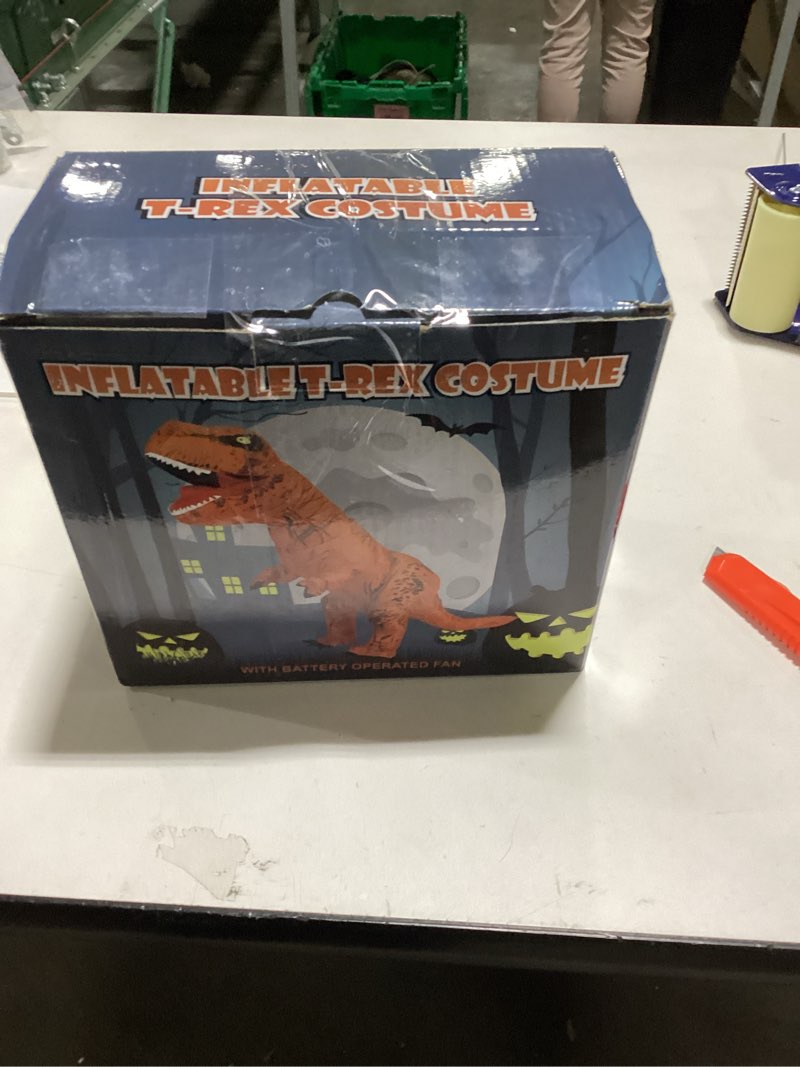 INFLATABLE
T-REX COSTUME
INFLATABLE T-REX COSTUME
WITH BATTERY OPERATED FAN